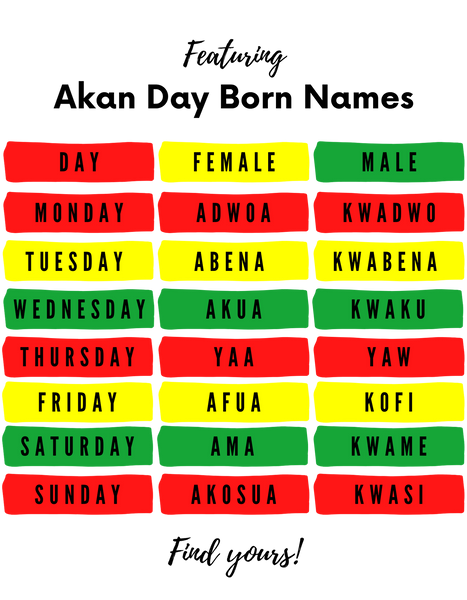 Featuring
Akan Day Born Names
DAY FEMALE MALE
MONDAY ADWOA KWADWO
TUESDAY ABENA KWABENA
WEDNESDAY AKUA KWAKU
THURSDAY YAA YAW
FRIDAY AFUA KOFI
SATURDAY AMA KWAME
SUNDAY AKOSUA KWASI
Find yours!